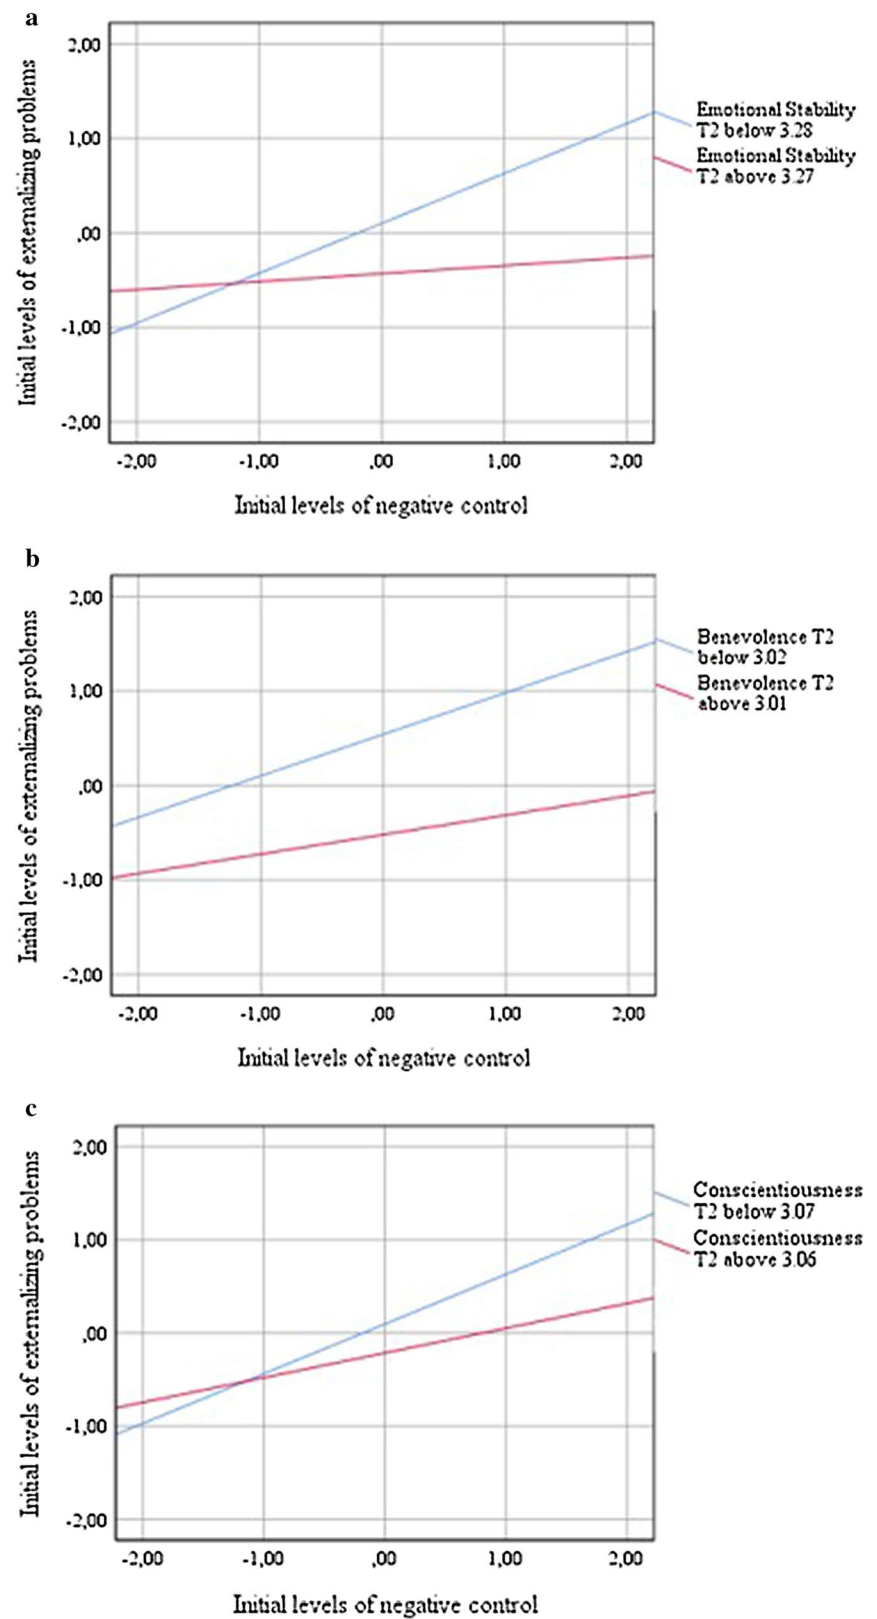 a
Initial levels of externalizing problems
2,00
1,00
,00
-1,00
-2,00
-2,00 -1,00 ,00 1,00 2,00
Initial levels of negative control
Emotional Stability
T2 below 3.28
Emotional Stability
T2 above 3.27
b
Initial levels of externalizing problems
2,00
1,00
,00
-1,00
-2,00
-2,00 -1,00 ,00 1,00 2,00
Initial levels of negative control
Benevolence T2
below 3.02
Benevolence T2
above 3.01
c
Initial levels of externalizing problems
2,00
1,00
,00
-1,00
-2,00
-2,00 -1,00 ,00 1,00 2,00
Initial levels of negative control
Conscientiousness
T2 below 3.07
Conscientiousness
T2 above 3.06